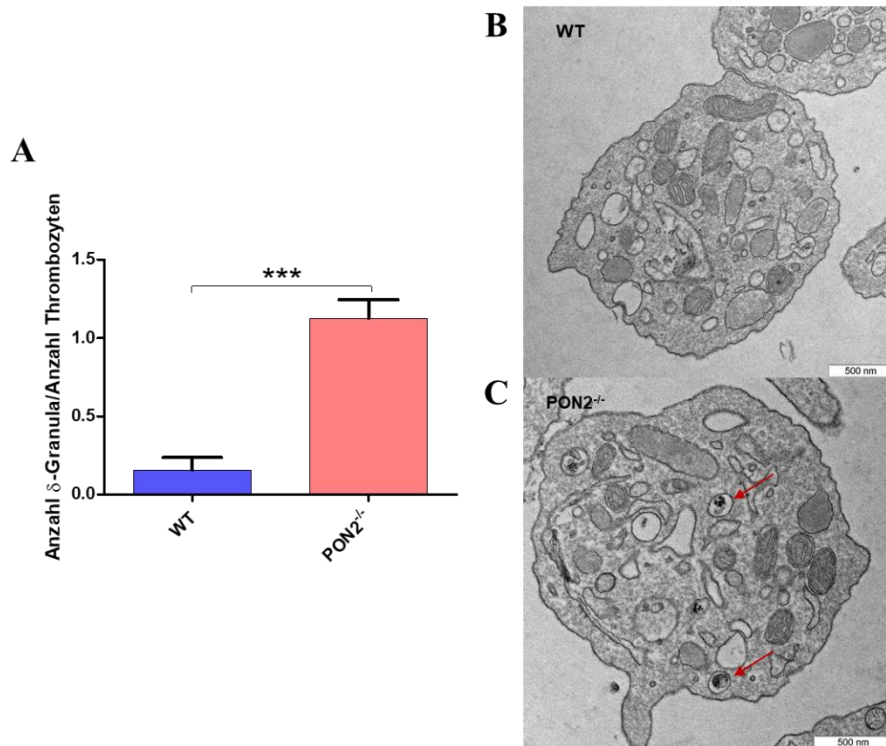 A
Anzahl δ-Granula/Anzahl Thrombozyten
1.5
1.0
0.5
0.0
***
WT
PON2-/-
B
WT
500 nm
C
PON2-/-
500 nm